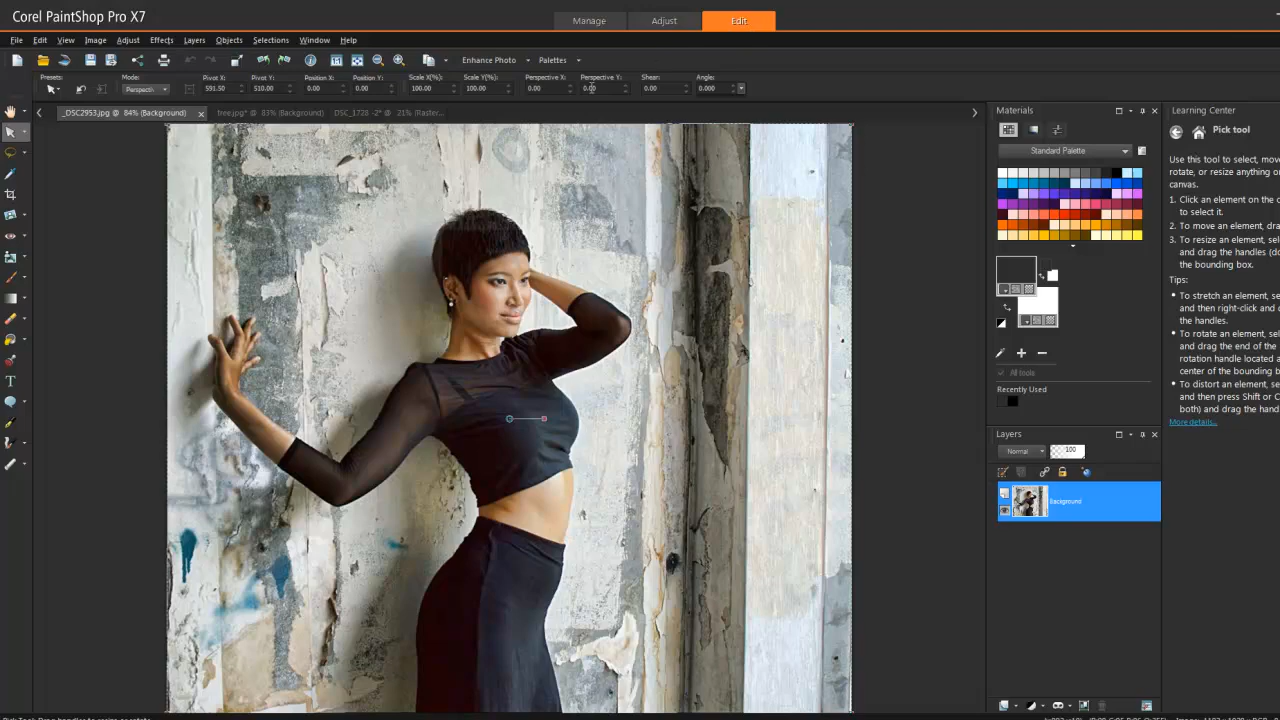 Corel PaintShop Pro X7
Manage Adjust Edit
File Edit View Image Adjust Effects Layers Objects Selections Window Help
Enhance Photo Palettes
Presets: Mode: Pivot X: Pivot Y: Position X: Position Y: Scale X(%): Scale Y(%): Perspective X: Perspective Y: Shear: Angle:
Perspecti 591.50 510.00 0.00 0.00 100.00 100.00 0.00 0.00 0.00 0.000
_DSC2953.jpg @ 84% (Background) tree.jpg* @ 83% (Background) DSC_1728 -2* @ 21% (Raster...
Materials
Standard Palette
All tools
Recently Used
Layers
Normal 100
Background
Learning Center
Pick tool
Use this tool to select, move
rotate, or resize anything on
canvas.
1. Click an element on the c
to select it.
2. To move an element, dra
3. To resize an element, sel
and drag the handles (do
the bounding box.
Tips:
To stretch an element, se
and then right-click and d
the handles.
To rotate an element, sele
and drag the end of the
rotation handle located a
center of the bounding b
To distort an element, se
and then press Shift or C
both) and drag the hand
More details...